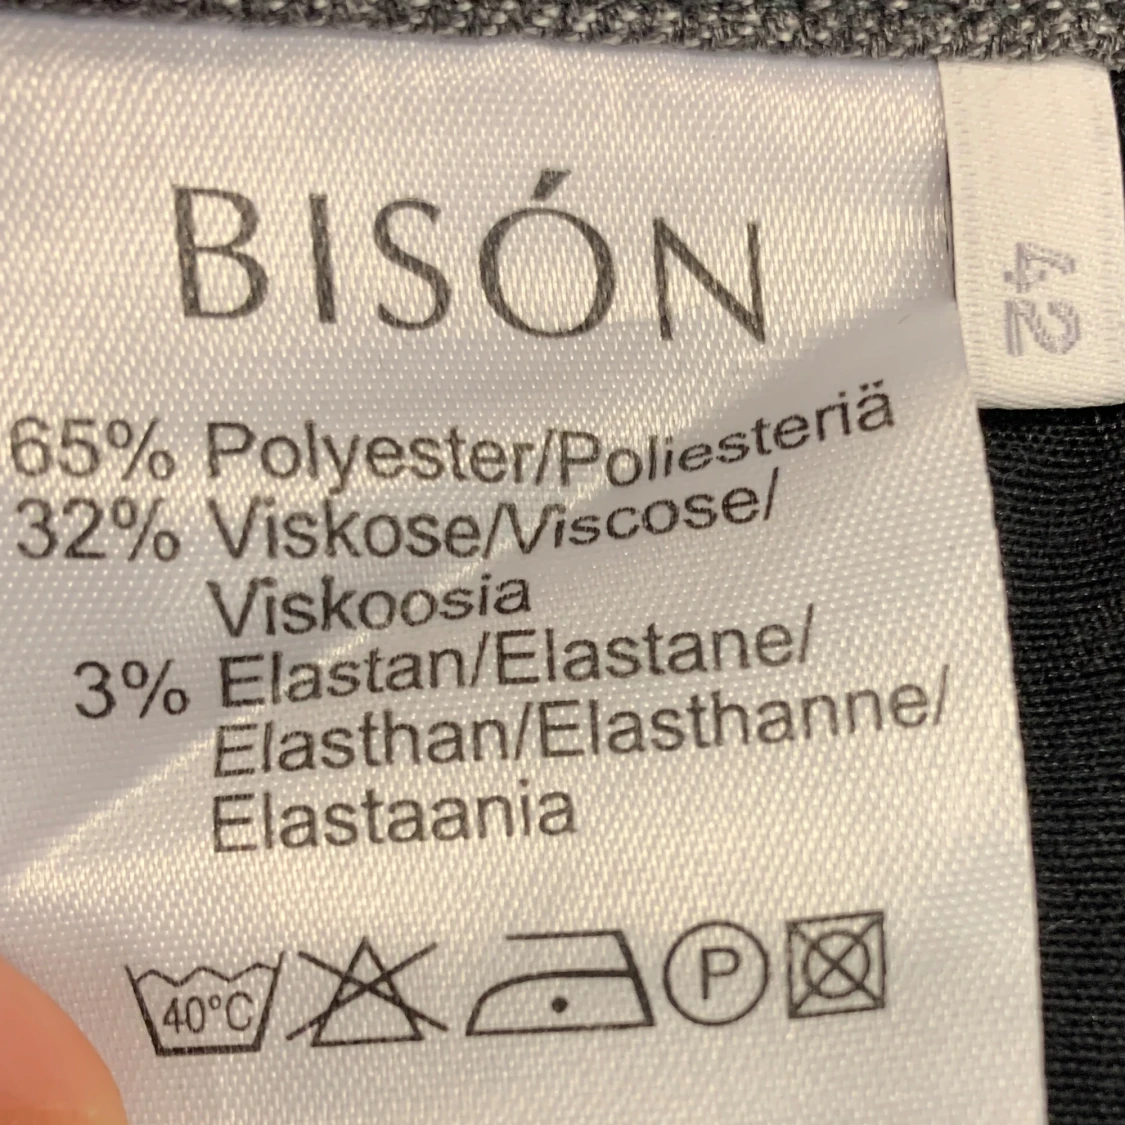 BISÓN
42
65% Polyester/Poliesteriä
32% Viskose/Viscose/
Viskoosia
3% Elastan/Elastane/
Elasthan/Elasthanne/
Elastaania
40°C
P